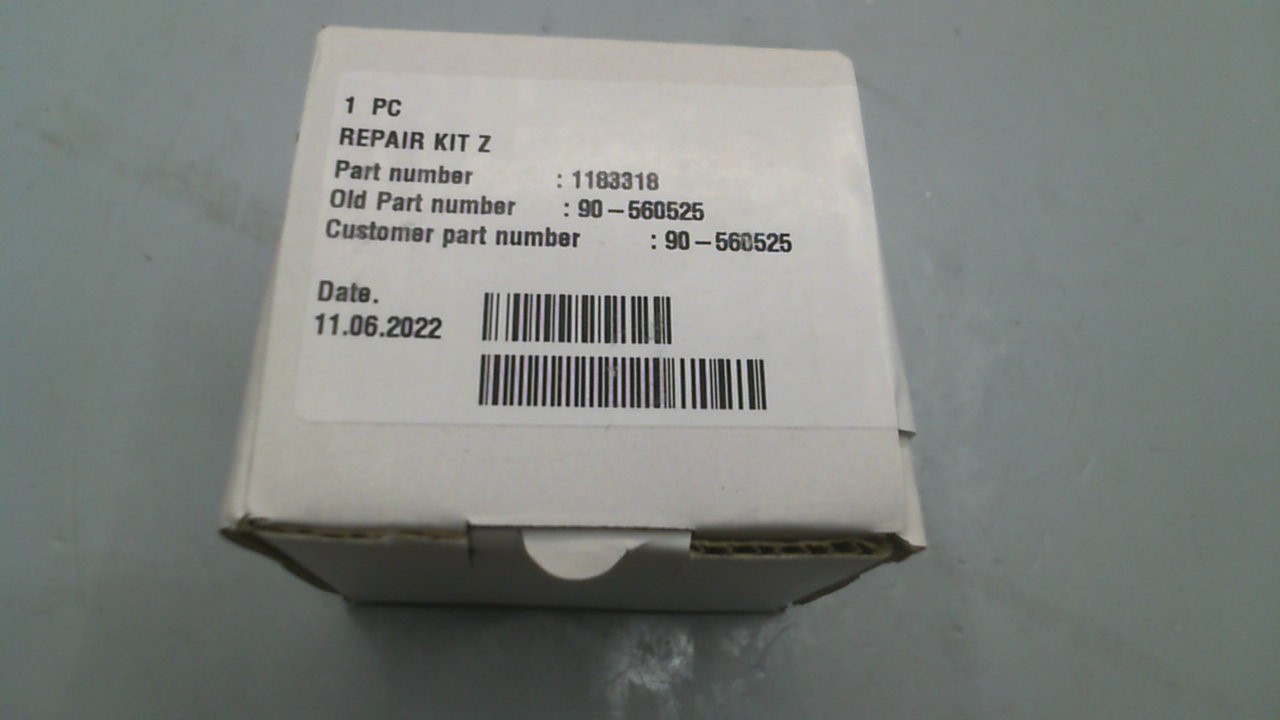 1 PC
REPAIR KIT Z
Part number : 1183318
Old Part number : 90-560525
Customer part number : 90-560525
Date.
11.06.2022